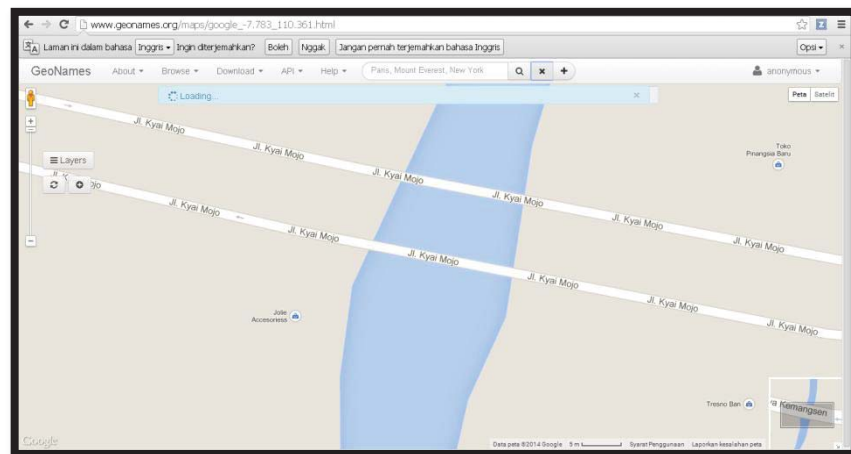 www.geonames.org/maps/google_-7,783_110.361.html
Laman ini dalam bahasa Inggris Ingin diterjemahkan? Boleh Nggak Jangan pernah terjemahkan bahasa Inggris Opsi
GeoNames About Browse Download API Help Paris, Mount Everest, New York anonymous
Loading...
Peta Satelit
Layers
Jl. Kyai Mojo
Jl. Kyai Mojo
Jl. Kyai Mojo
Jl. Kyai Mojo
Jl. Kyai Mojo
Jl. Kyai Mojo
Toko
Pinangsia Baru
Jl. Kyai Mojo
Jl. Kyai Mojo
Jl. Kyai Mojo
Jl. Kyai Mojo
Jl. Kyai Mojo
Jl. Kyai Mojo
Jl. Kyai Mojo
Jolie
Accesoriess
Tresno Ban
Kemangsen
Google
Data peta ©2014 Google 5 m Syarat Penggunaan Laporkan kesalahan peta